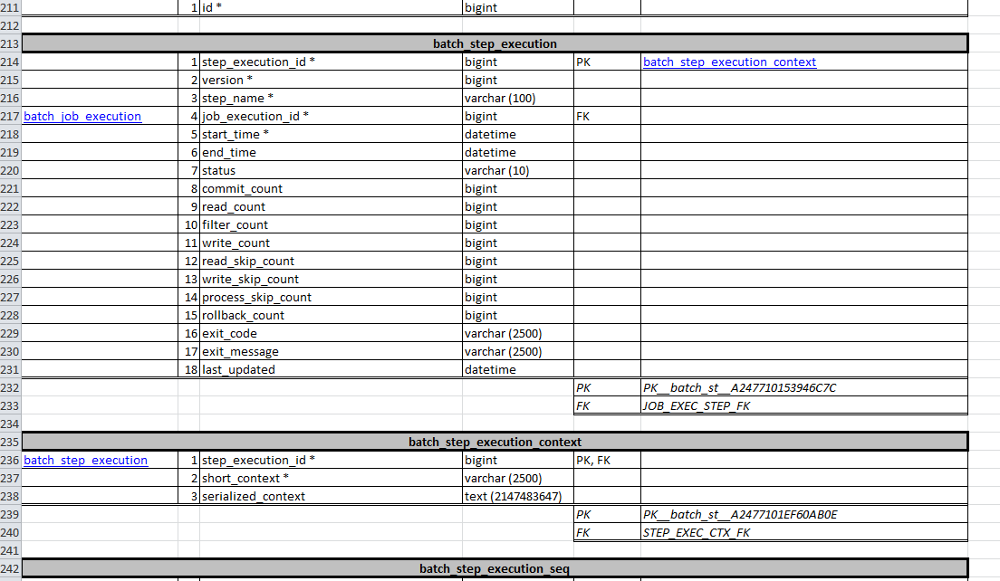 211 1 id * bigint
212
213 batch_step_execution
214 1 step_execution_id * bigint PK batch_step_execution_context
215 2 version * bigint
216 3 step_name * varchar (100)
217 batch_job_execution 4 job_execution_id * bigint FK
218 5 start_time * datetime
219 6 end_time datetime
220 7 status varchar (10)
221 8 commit_count bigint
222 9 read_count bigint
223 10 filter_count bigint
224 11 write_count bigint
225 12 read_skip_count bigint
226 13 write_skip_count bigint
227 14 process_skip_count bigint
228 15 rollback_count bigint
229 16 exit_code varchar (2500)
230 17 exit_message varchar (2500)
231 18 last_updated datetime
232 PK PK__batch_st__A247710153946C7C
233 FK JOB_EXEC_STEP_FK
234
235 batch_step_execution_context
236 batch_step_execution 1 step_execution_id * bigint PK, FK
237 2 short_context * varchar (2500)
238 3 serialized_context text (2147483647)
239 PK PK__batch_st__A2477101EF60AB0E
240 FK STEP_EXEC_CTX_FK
241
242 batch_step_execution_seq